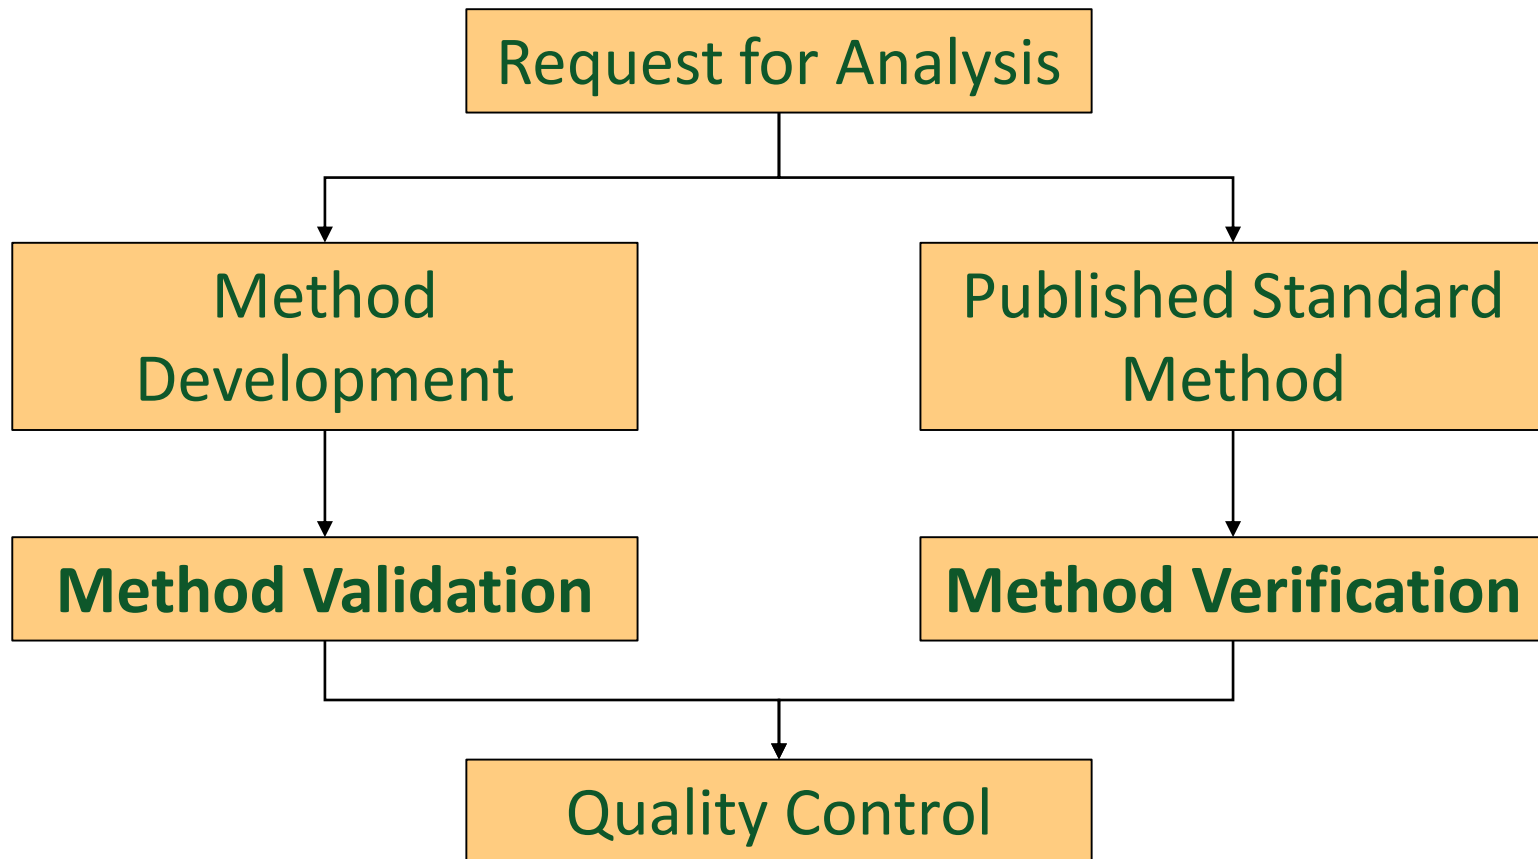 Request for Analysis
Method
Development
Published Standard
Method
Method Validation
Method Verification
Quality Control